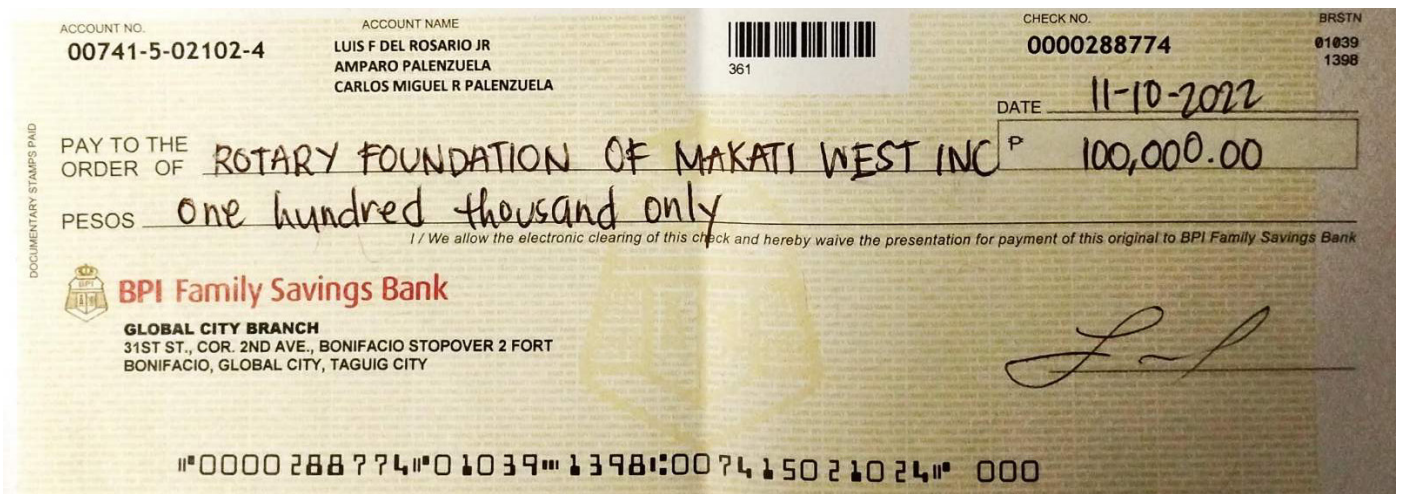 ACCOUNT NO.
00741-5-02102-4
ACCOUNT NAME
LUIS F DEL ROSARIO JR
AMPARO PALENZUELA
CARLOS MIGUEL R PALENZUELA
361
CHECK NO.
0000288774
BRSTN
01039
1398
DATE 11-10-2022
DOCUMENTARY STAMPS PAID
PAY TO THE
ORDER OF ROTARY FOUNDATION OF MAKATI WEST INC ₱ 100,000.00
PESOS One hundred thousand only
I / We allow the electronic clearing of this check and hereby waive the presentation for payment of this original to BPI Family Savings Bank
BPI
BPI Family Savings Bank
GLOBAL CITY BRANCH
31ST ST., COR. 2ND AVE., BONIFACIO STOPOVER 2 FORT
BONIFACIO, GLOBAL CITY, TAGUIG CITY
⑈0000288774⑈01039⑉1398⑆007415021024⑈ 000